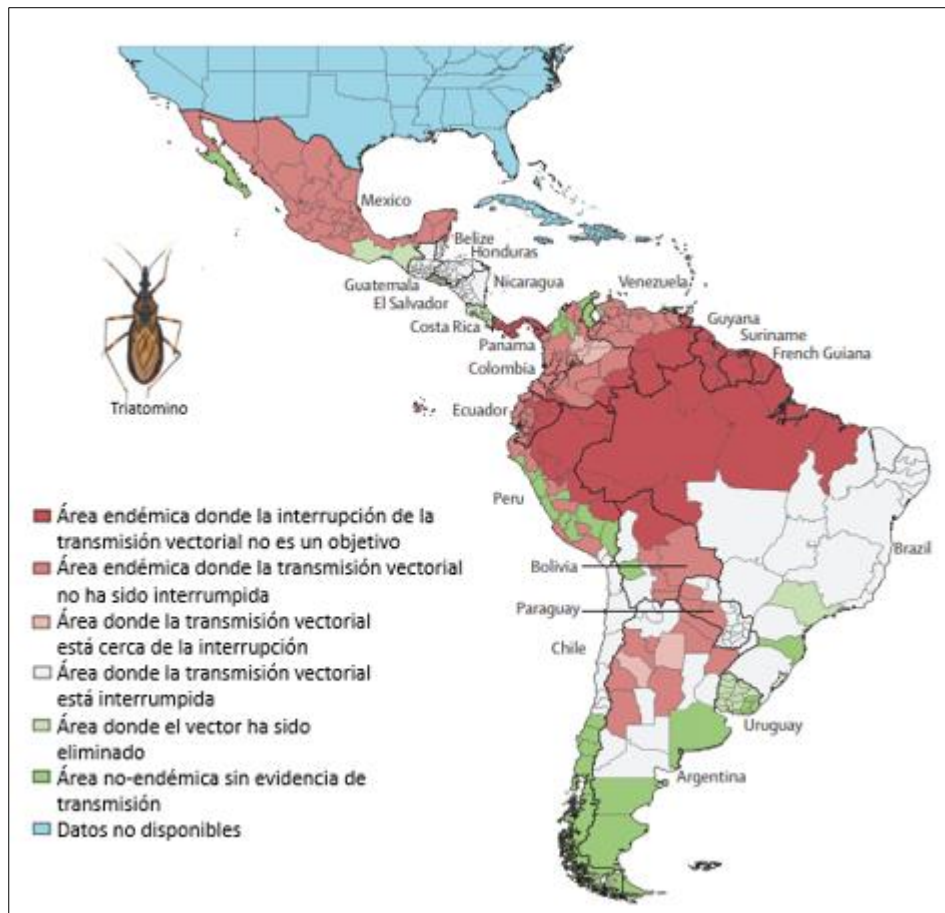 Mexico
Belize
Honduras
Guatemala
Nicaragua
El Salvador
Costa Rica
Venezuela
Panama
Guyana
Suriname
Colombia
French Guiana
Triatomino
Ecuador
Peru
Brazil
Bolivia
Paraguay
Chile
Uruguay
Argentina
Área endémica donde la interrupción de la
transmisión vectorial no es un objetivo
Área endémica donde la transmisión vectorial
no ha sido interrumpida
Área donde la transmisión vectorial
está cerca de la interrupción
Área donde la transmisión vectorial
está interrumpida
Área donde el vector ha sido
eliminado
Área no-endémica sin evidencia de
transmisión
Datos no disponibles